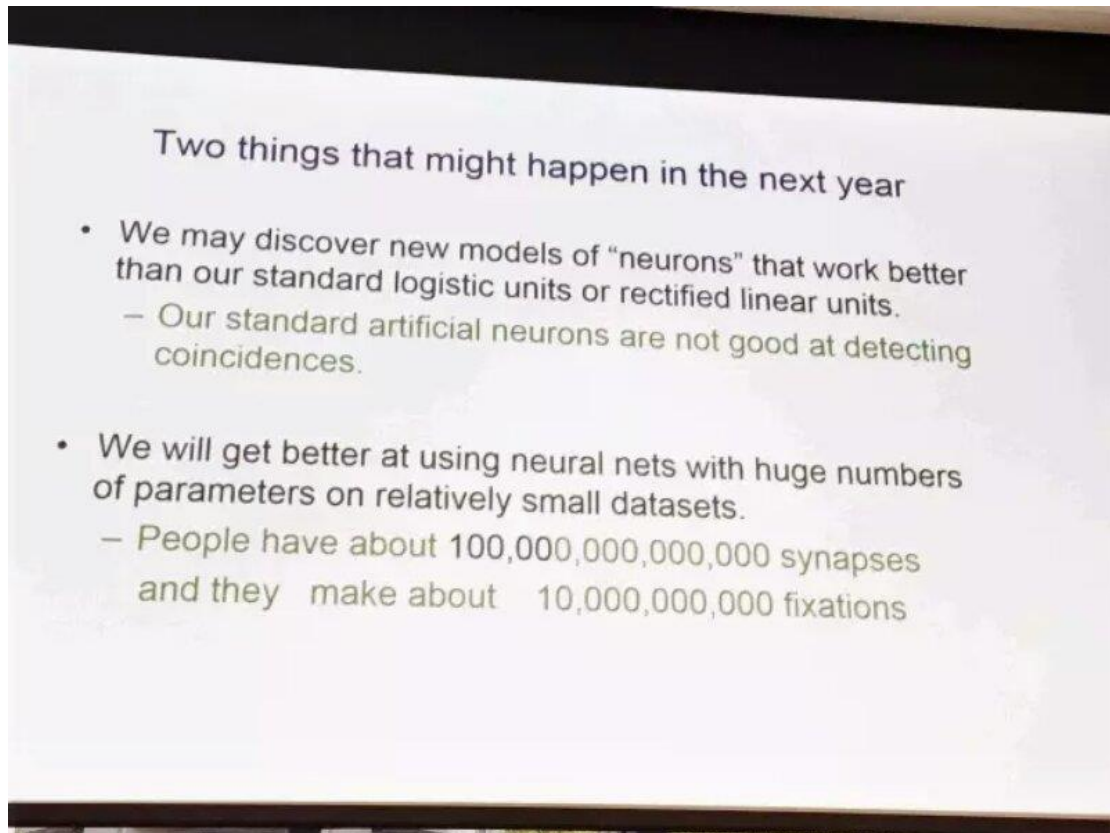 Two things that might happen in the next year
• We may discover new models of “neurons” that work better
than our standard logistic units or rectified linear units.
– Our standard artificial neurons are not good at detecting
coincidences.
• We will get better at using neural nets with huge numbers
of parameters on relatively small datasets.
– People have about 100,000,000,000,000 synapses
and they make about 10,000,000,000 fixations